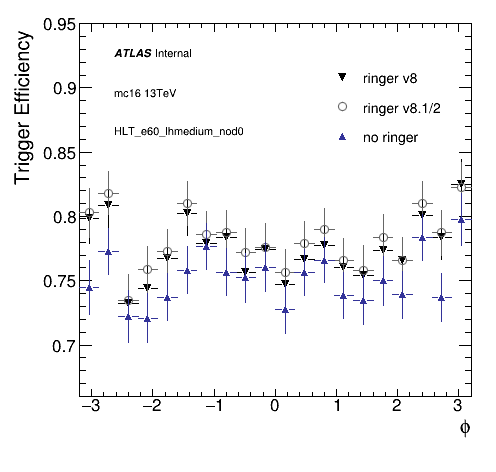 Trigger Efficiency
0.95
0.9
0.85
0.8
0.75
0.7
ATLAS Internal
mc16 13TeV
HLT_e60_lhmedium_nod0
ringer v8
ringer v8.1/2
no ringer
−3 −2 −1 0 1 2 3
ϕ